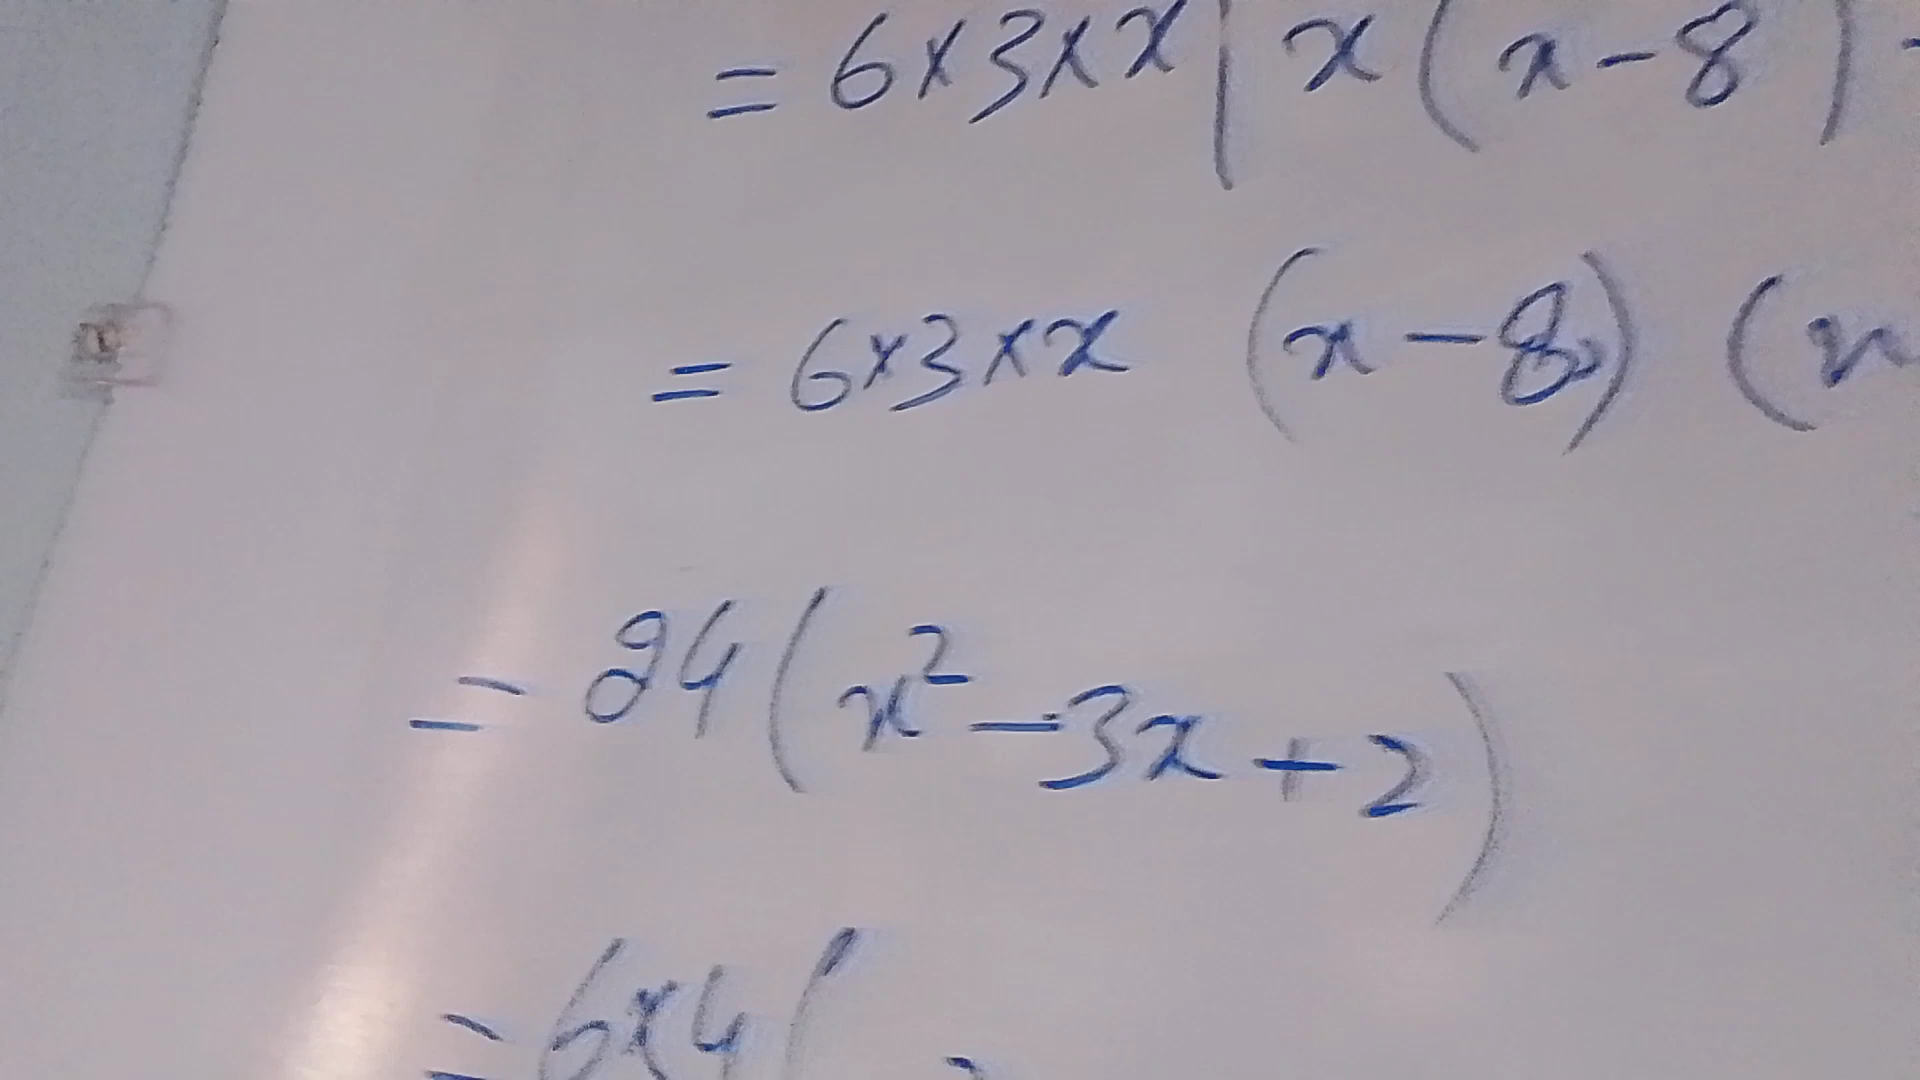 = 6×3×x ( x ( x - 8 ) -
= 6×3×x ( x - 8 ) ( x
= 24 ( x² - 3x + 2 )
= 6×4 (